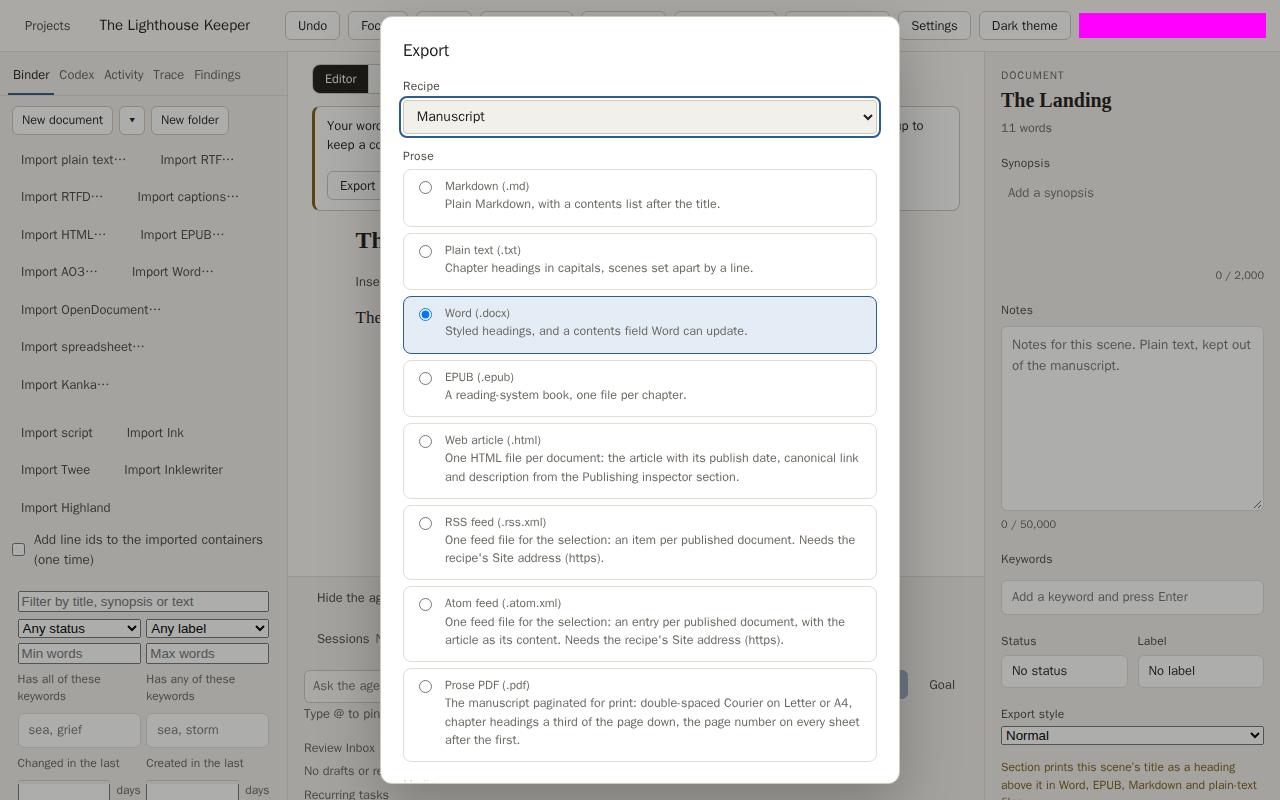 Projects
The Lighthouse Keeper
Undo
Settings
Dark theme
Binder
Codex
Activity
Trace
Findings
New document
▾
New folder
Import plain text…
Import RTF…
Import RTFD…
Import captions…
Import HTML…
Import EPUB…
Import AO3…
Import Word…
Import OpenDocument…
Import spreadsheet…
Import Kanka…
Import script
Import Ink
Import Twee
Import Inklewriter
Import Highland
Add line ids to the imported containers
(one time)
Filter by title, synopsis or text
Any status
Any label
Min words
Max words
Has all of these
keywords
Has any of these
keywords
sea, grief
sea, storm
Changed in the last
Created in the last
days
days
Editor
Export
Hide the
Sessions
Type @ to
Goal
Review Inbox
No drafts or
Recurring tasks
Export
Recipe
Manuscript
Prose
Markdown (.md)
Plain Markdown, with a contents list after the title.
Plain text (.txt)
Chapter headings in capitals, scenes set apart by a line.
Word (.docx)
Styled headings, and a contents field Word can update.
EPUB (.epub)
A reading-system book, one file per chapter.
Web article (.html)
One HTML file per document: the article with its publish date, canonical link
and description from the Publishing inspector section.
RSS feed (.rss.xml)
One feed file for the selection: an item per published document. Needs the
recipe's Site address (https).
Atom feed (.atom.xml)
One feed file for the selection: an entry per published document, with the
article as its content. Needs the recipe's Site address (https).
Prose PDF (.pdf)
The manuscript paginated for print: double-spaced Courier on Letter or A4,
chapter headings a third of the page down, the page number on every sheet
after the first.
DOCUMENT
The Landing
11 words
Synopsis
Add a synopsis
0 / 2,000
Notes
Notes for this scene. Plain text, kept out
of the manuscript.
0 / 50,000
Keywords
Add a keyword and press Enter
Status
Label
No status
No label
Export style
Normal
Section prints this scene's title as a heading
above it in Word, EPUB, Markdown and plain-text